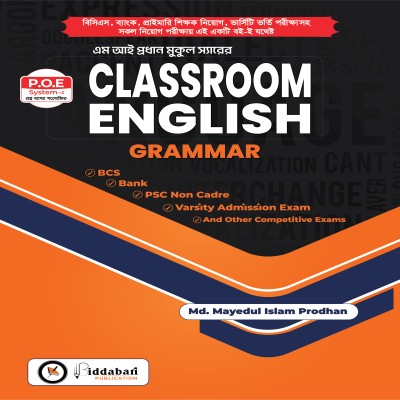 বিসিএস, ব্যাংক, প্রাইমারি শিক্ষক নিয়োগ, ভার্সিটি ভর্তি পরীক্ষাসহ
সকল নিয়োগ পরীক্ষায় এই একটি বই-ই যথেষ্ট
এম আই প্রধান মুকুল স্যারের
CLASSROOM
ENGLISH
GRAMMAR
P.O.E
System-এ
BCS
Bank
PSC Non Cadre
Varsity Admission Exam
And Other Competitive Exams
Md. Mayedul Islam Prodhan
Biddabari
PUBLICATION